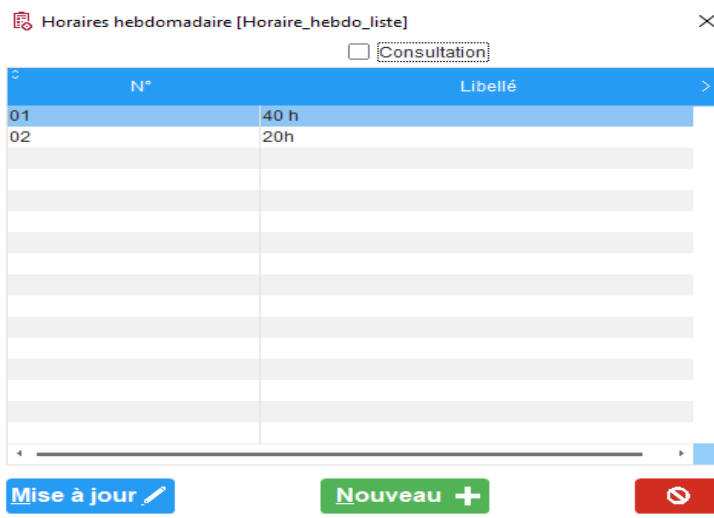 Horaires hebdomadaire [Horaire_hebdo_liste]
Consultation
N° Libellé
01 40 h
02 20h
Mise à jour Nouveau